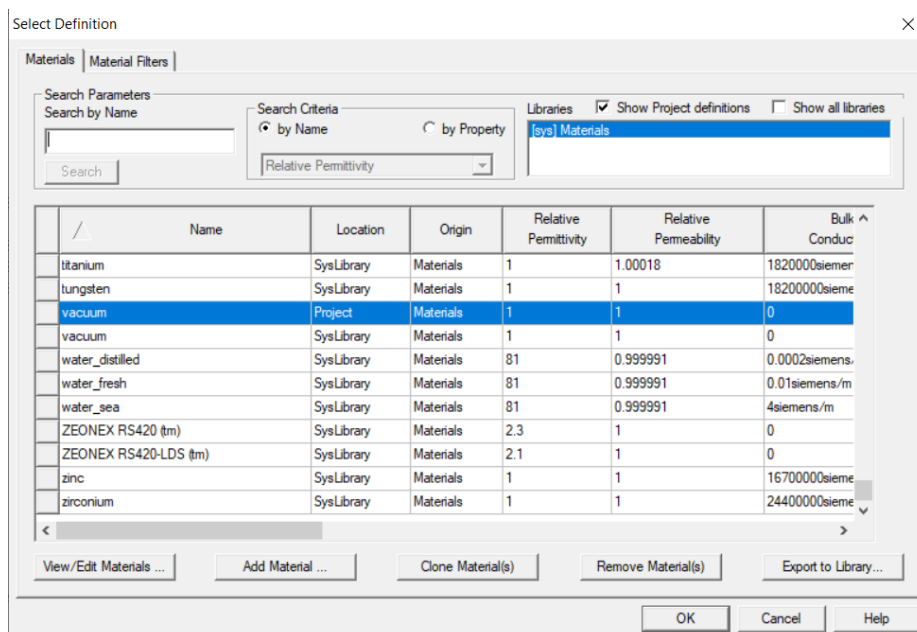 Select Definition
Materials Material Filters
Search Parameters
Search by Name
Search
Search Criteria
by Name by Property
Relative Permittivity
Libraries Show Project definitions Show all libraries
[sys] Materials
Name Location Origin Relative Permittivity Relative Permeability Bulk Conduc
titanium SysLibrary Materials 1 1.00018 1820000siemen
tungsten SysLibrary Materials 1 1 18200000sieme
vacuum Project Materials 1 1 0
vacuum SysLibrary Materials 1 1 0
water_distilled SysLibrary Materials 81 0.999991 0.0002siemens/
water_fresh SysLibrary Materials 81 0.999991 0.01siemens/m
water_sea SysLibrary Materials 81 0.999991 4siemens/m
ZEONEX RS420 (tm) SysLibrary Materials 2.3 1 0
ZEONEX RS420-LDS (tm) SysLibrary Materials 2.1 1 0
zinc SysLibrary Materials 1 1 16700000sieme
zirconium SysLibrary Materials 1 1 24400000sieme
View/Edit Materials ... Add Material ... Clone Material(s) Remove Material(s) Export to Library...
OK Cancel Help